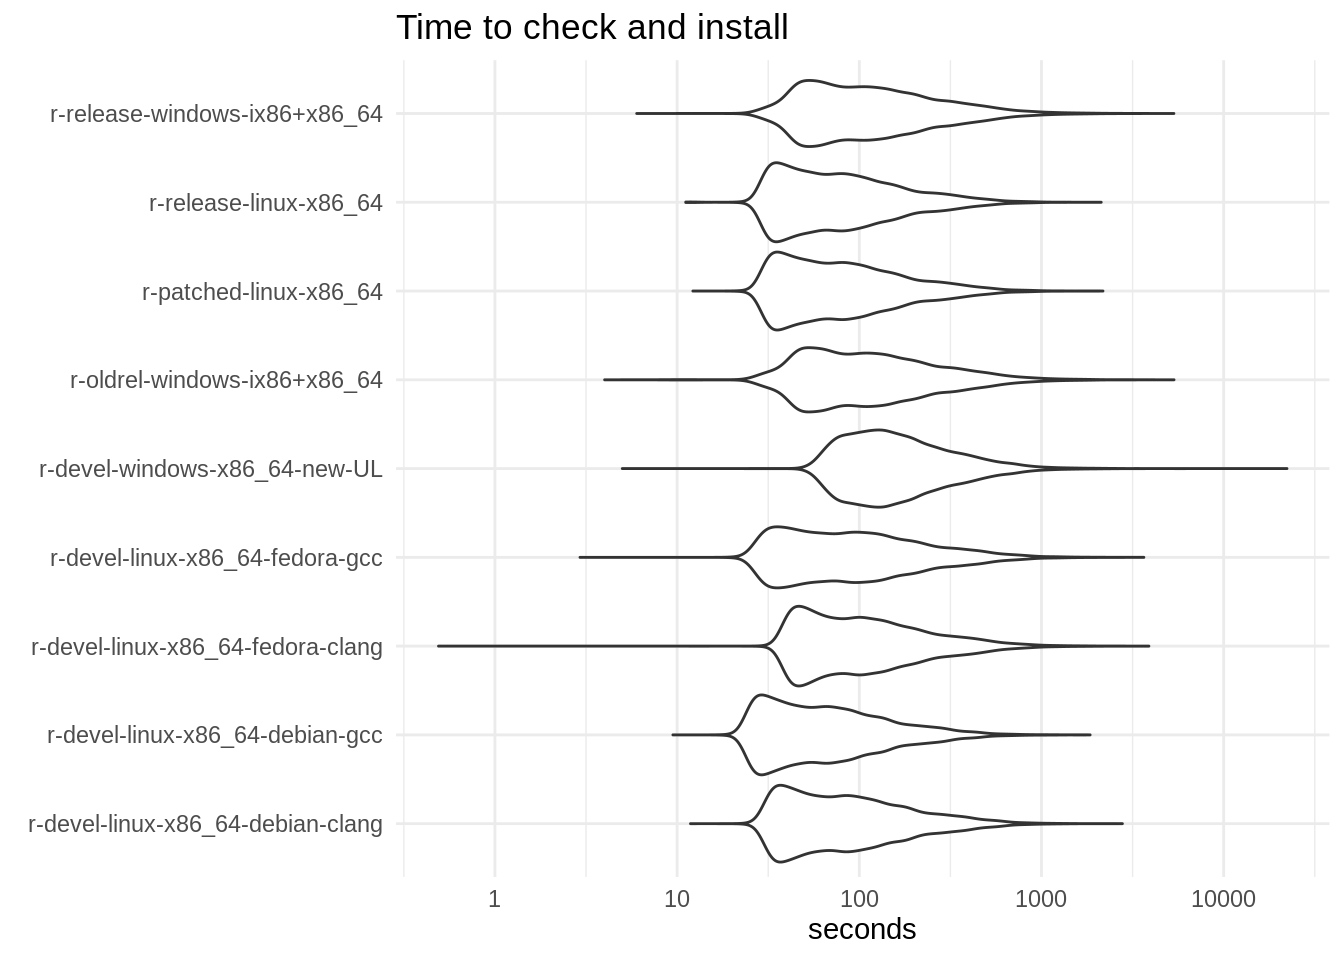 Time to check and install
r-release-windows-ix86+x86_64
r-release-linux-x86_64
r-patched-linux-x86_64
r-oldrel-windows-ix86+x86_64
r-devel-windows-x86_64-new-UL
r-devel-linux-x86_64-fedora-gcc
r-devel-linux-x86_64-fedora-clang
r-devel-linux-x86_64-debian-gcc
r-devel-linux-x86_64-debian-clang
1 10 100 1000 10000
seconds